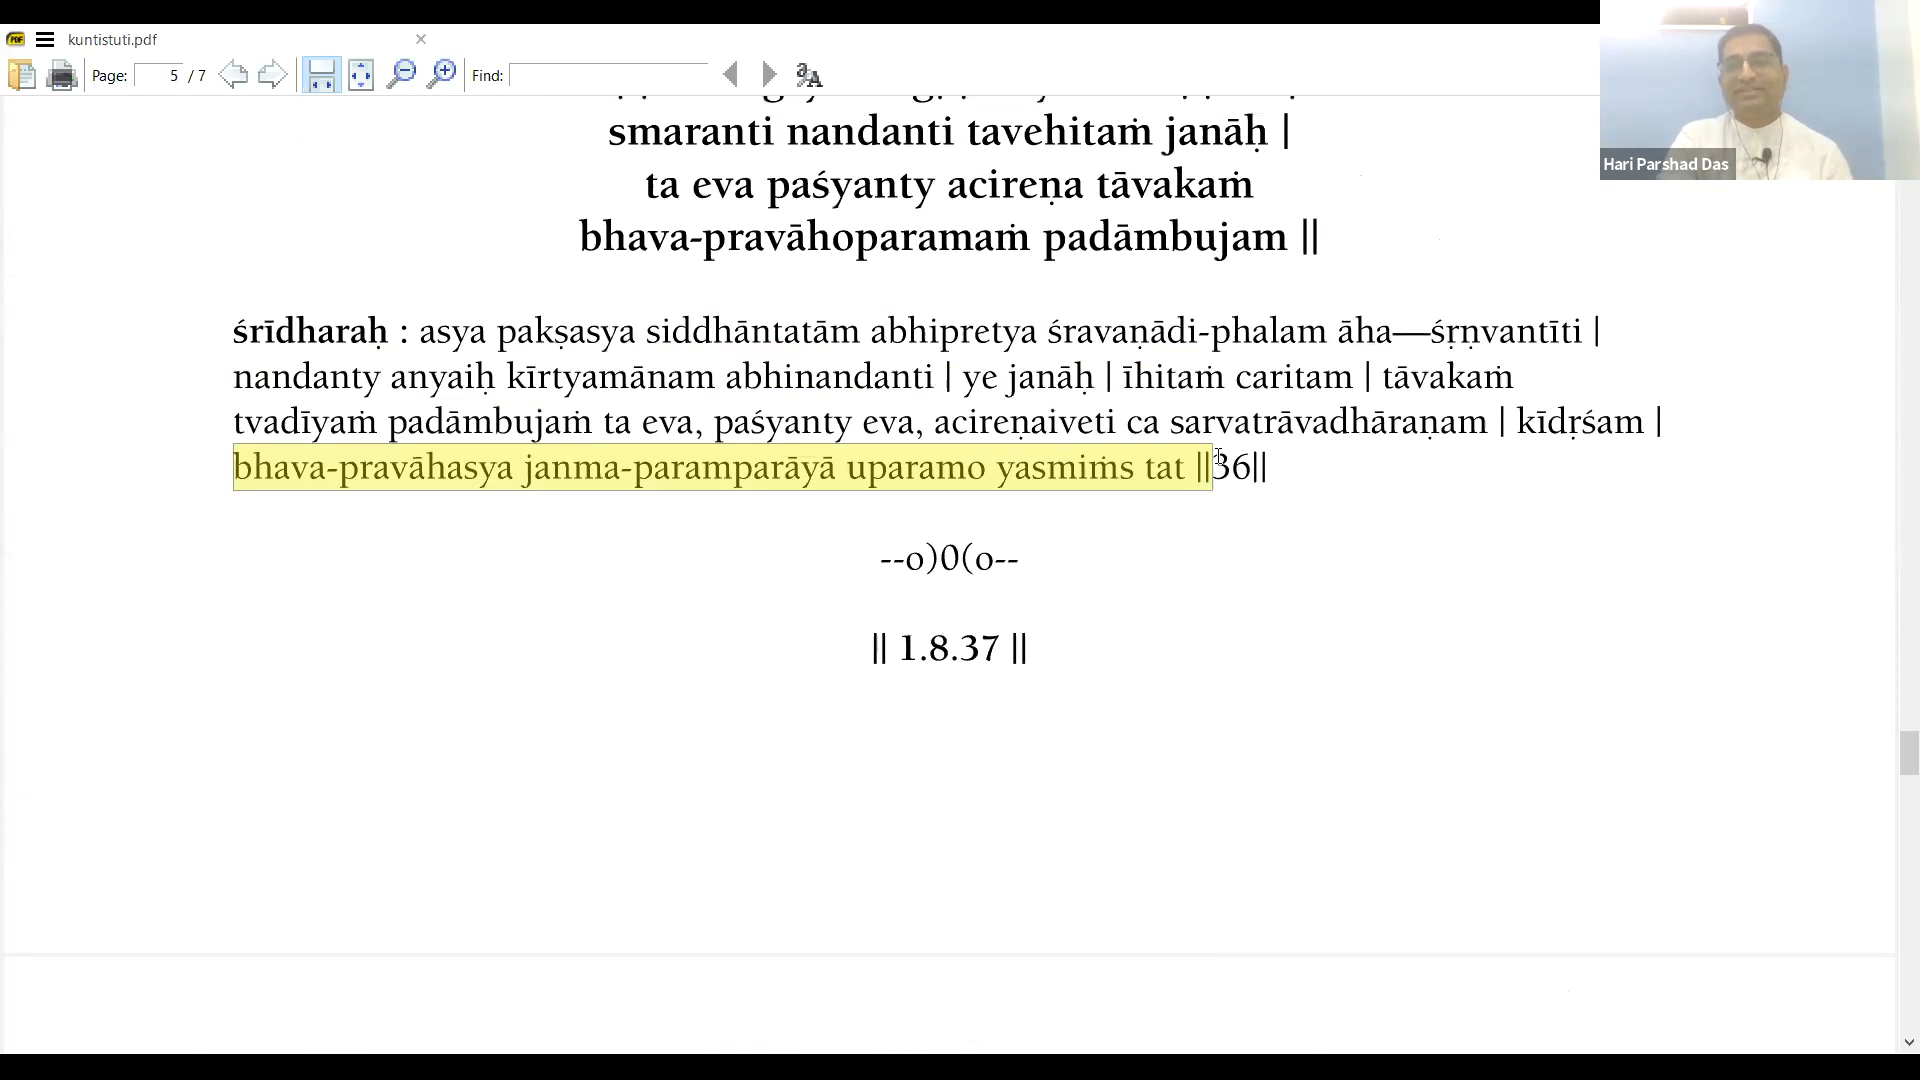 kuntistuti.pdf
Page: 5 / 7 Find:
Hari Parshad Das
smaranti nandanti tavehitaṁ janāḥ |
ta eva paśyanty acireṇa tāvakaṁ
bhava-pravāhoparamaṁ padāmbujam ||
śrīdharaḥ : asya pakṣasya siddhāntatām abhipretya śravaṇādi-phalam āha—śṛṇvantīti |
nandanty anyaiḥ kīrtyamānam abhinandanti | ye janāḥ | īhitaṁ caritam | tāvakaṁ
tvadīyaṁ padāmbujaṁ ta eva, paśyanty eva, acireṇaiveti ca sarvatrāvadhāraṇam | kīdṛśam |
bhava-pravāhasya janma-paramparāyā uparamo yasmiṁs tat ||36||
--o)0(o--
|| 1.8.37 ||